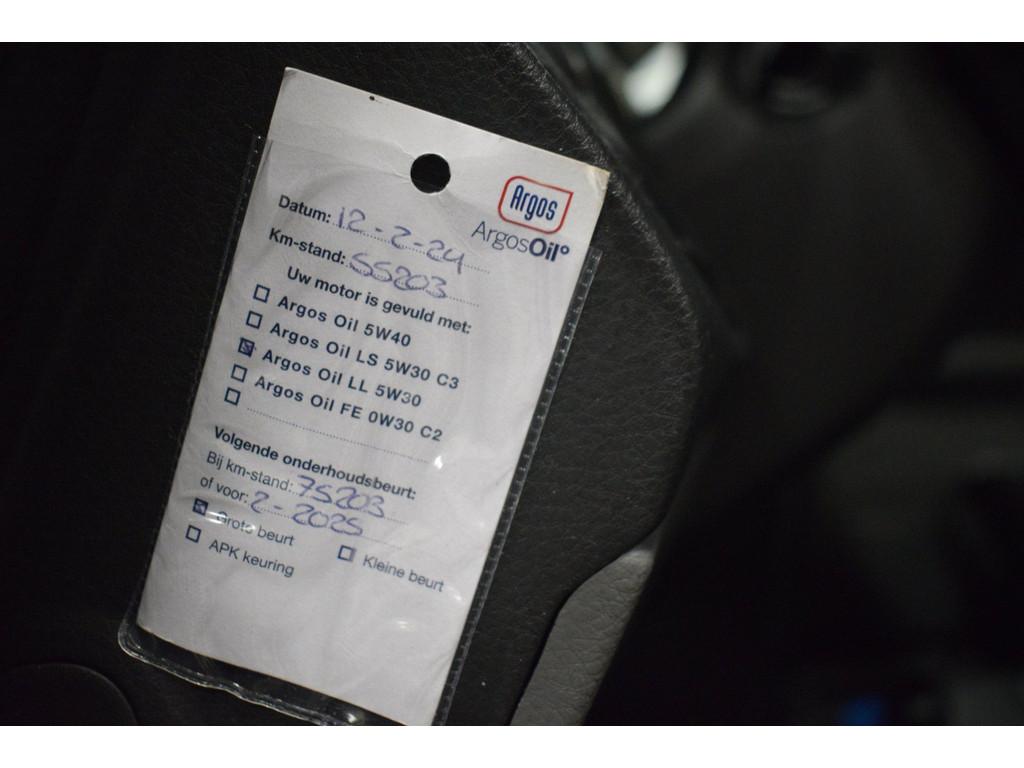 Argos
ArgosOil
Datum: 12-2-24
Km-stand: 55203
Uw motor is gevuld met:
Argos Oil 5W40
Argos Oil LS 5W30 C3
Argos Oil LL 5W30
Argos Oil FE 0W30 C2
Volgende onderhoudsbeurt:
Bij km-stand: 75203
of voor: 2-2025
Grote beurt
Kleine beurt
APK keuring